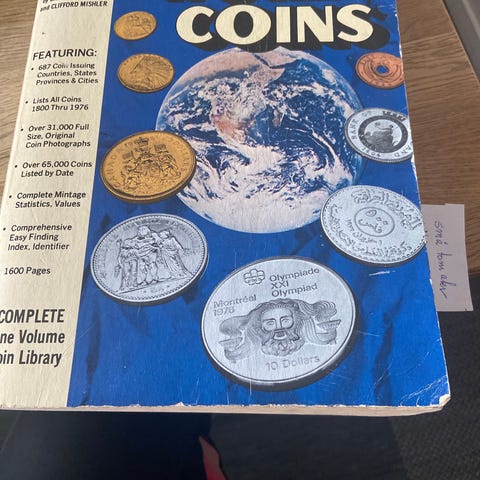 and CLIFFORD MISHLER
COINS
FEATURING:
• 687 Coin Issuing
Countries, States
Provinces & Cities
• Lists All Coins
1800 Thru 1976
• Over 31,000 Full
Size, Original
Coin Photographs
• Over 65,000 Coins
Listed by Date
• Complete Mintage
Statistics, Values
• Comprehensive
Easy Finding
Index, Identifier
1600 Pages
COMPLETE
ne Volume
oin Library
Olympiade
XXI
Olympiad
Montréal
1976
10 Dollars